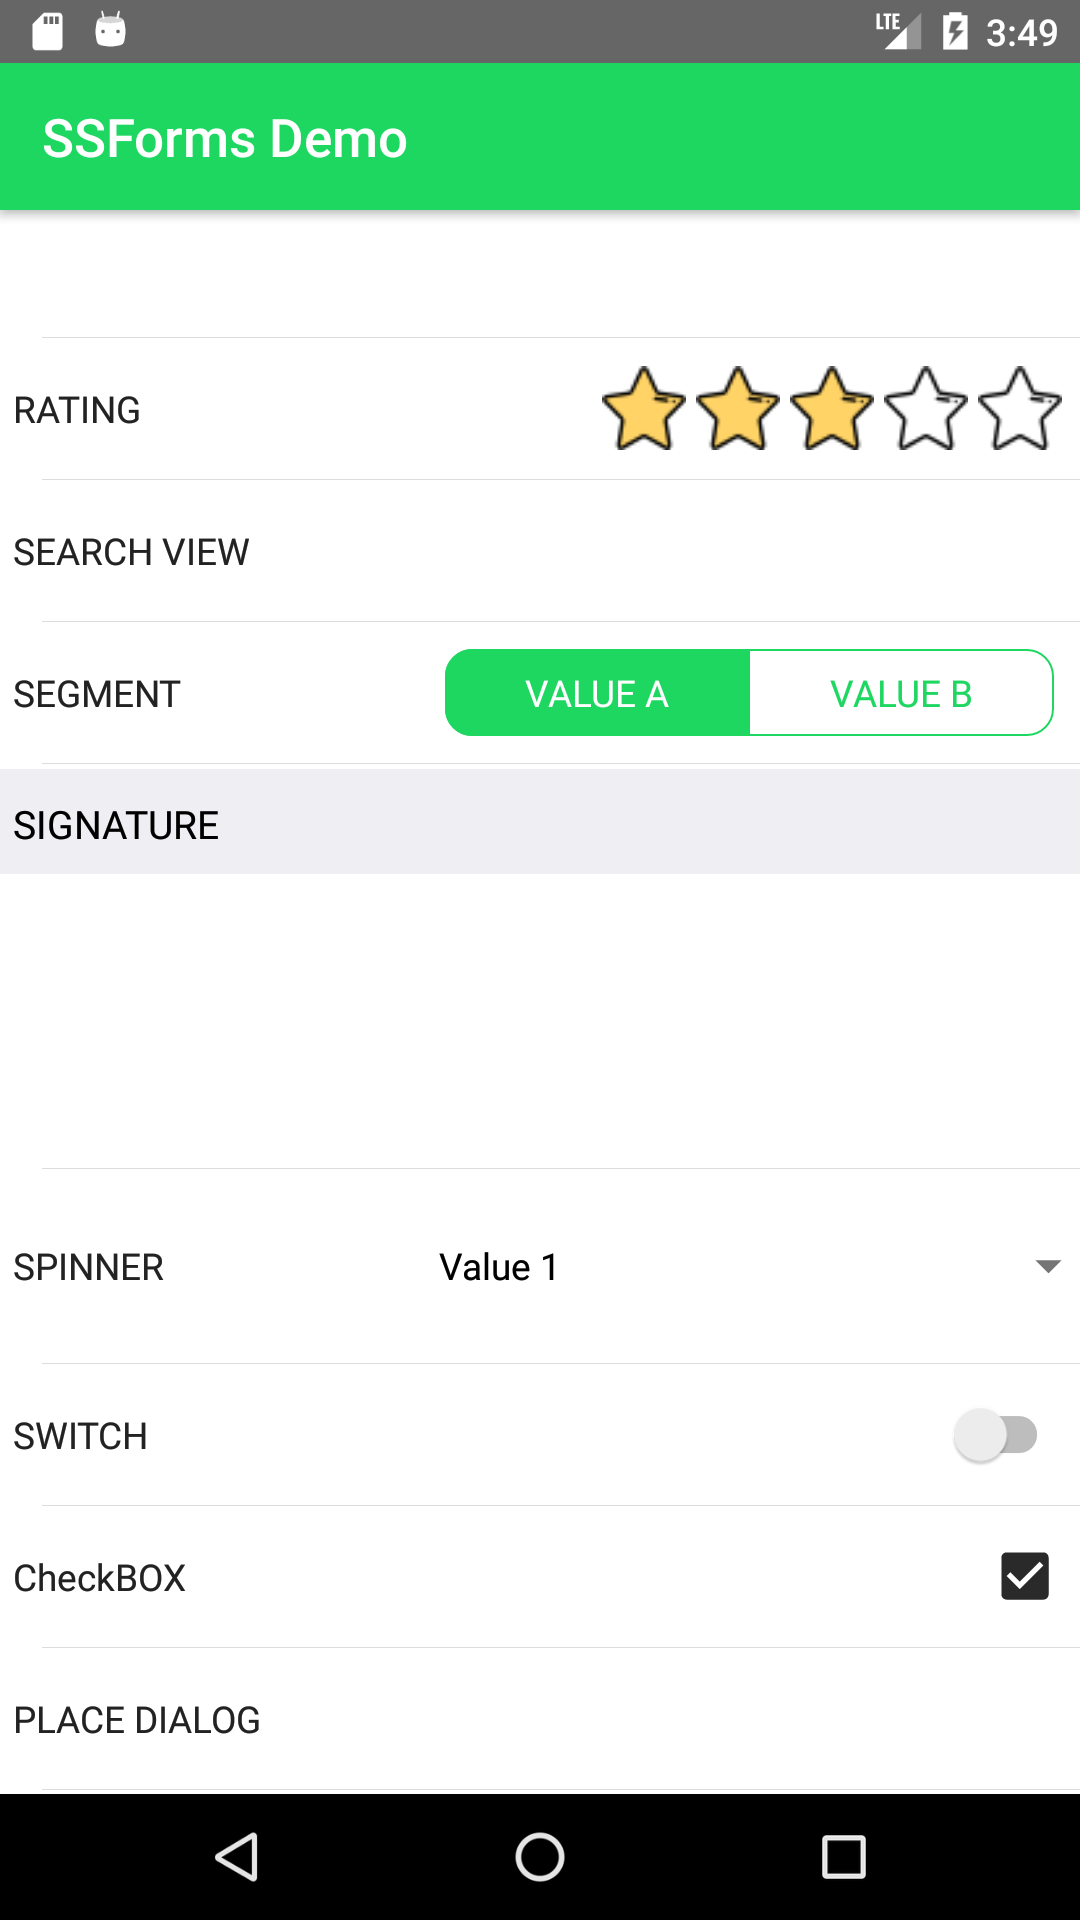 LTE 3:49
SSForms Demo
RATING
SEARCH VIEW
SEGMENT VALUE A VALUE B
SIGNATURE
SPINNER Value 1
SWITCH
CheckBOX
PLACE DIALOG